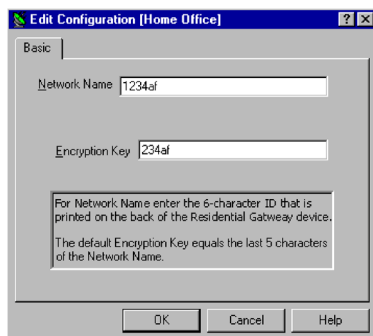 Edit Configuration [Home Office]
Basic
Network Name 1234af
Encryption Key 234af
For Network Name enter the 6-character ID that is
printed on the back of the Residential Gatweay device.
The default Encryption Key equals the last 5 characters
of the Network Name.
OK Cancel Help